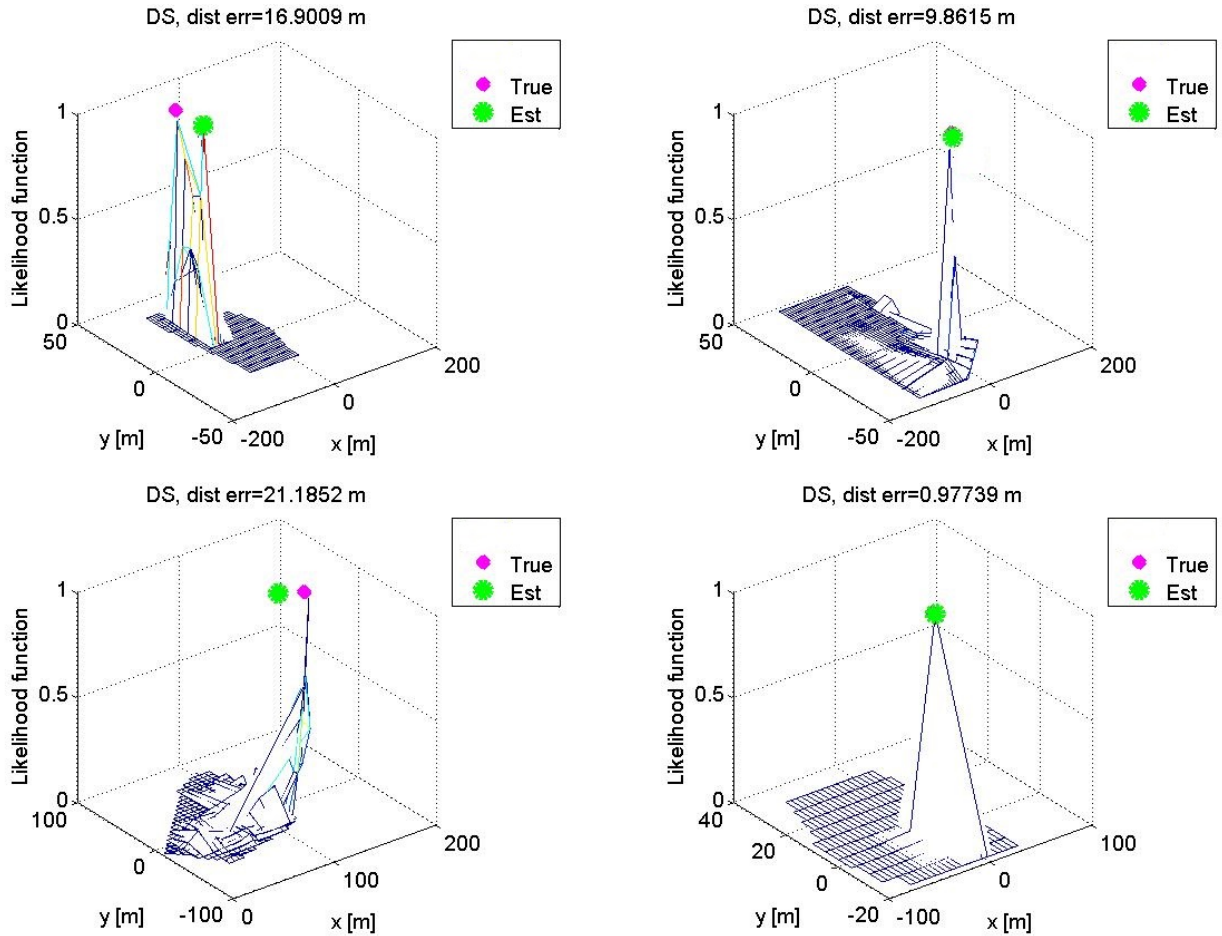 DS, dist err=16.9009 m
True
Est
Likelihood function
1
0.5
0
50
0
-50
y [m]
-200
0
200
x [m]
DS, dist err=9.8615 m
True
Est
Likelihood function
1
0.5
0
50
0
-50
y [m]
-200
0
200
x [m]
DS, dist err=21.1852 m
True
Est
Likelihood function
1
0.5
0
100
0
-100
y [m]
0
100
200
x [m]
DS, dist err=0.97739 m
True
Est
Likelihood function
1
0.5
0
40
20
0
-20
y [m]
-100
0
100
x [m]